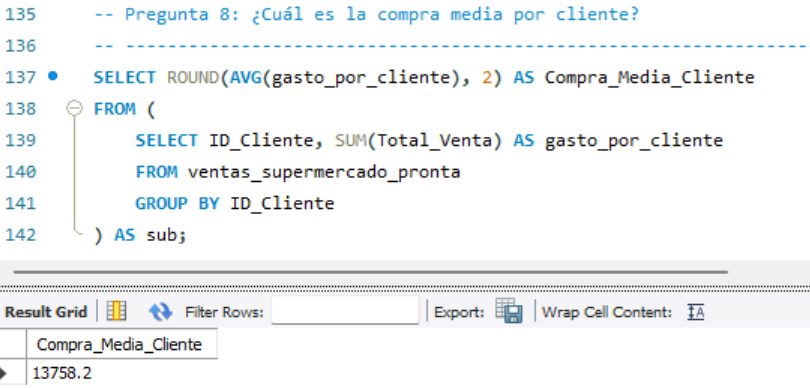 135 -- Pregunta 8: ¿Cuál es la compra media por cliente?
136 -- -----------------------------------------------------------------
137 SELECT ROUND(AVG(gasto_por_cliente), 2) AS Compra_Media_Cliente
138 FROM (
139 SELECT ID_Cliente, SUM(Total_Venta) AS gasto_por_cliente
140 FROM ventas_supermercado_pronta
141 GROUP BY ID_Cliente
142 ) AS sub;
Result Grid Filter Rows: Export: Wrap Cell Content: IA
Compra_Media_Cliente
13758.2